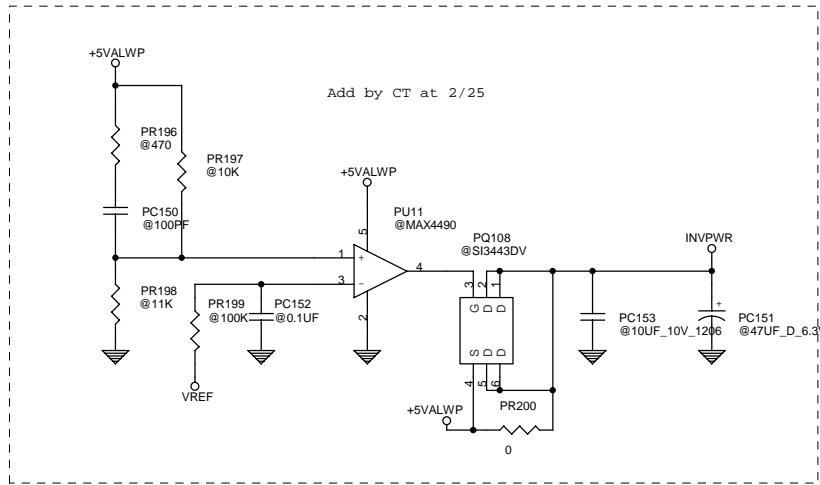 +5VALWP
Add by CT at 2/25
PR196
@470
PR197
@10K
+5VALWP
PC150
@100PF
PU11
@MAX4490
PQ108
@SI3443DV
INVPWR
5
1
+
4
3
-
2
PR198
@11K
PR199
@100K
PC152
@0.1UF
VREF
3
2
1
G
D
D
S
D
D
4
5
6
PC153
@10UF_10V_1206
+
PC151
@47UF_D_6.3V
+5VALWP
PR200
0